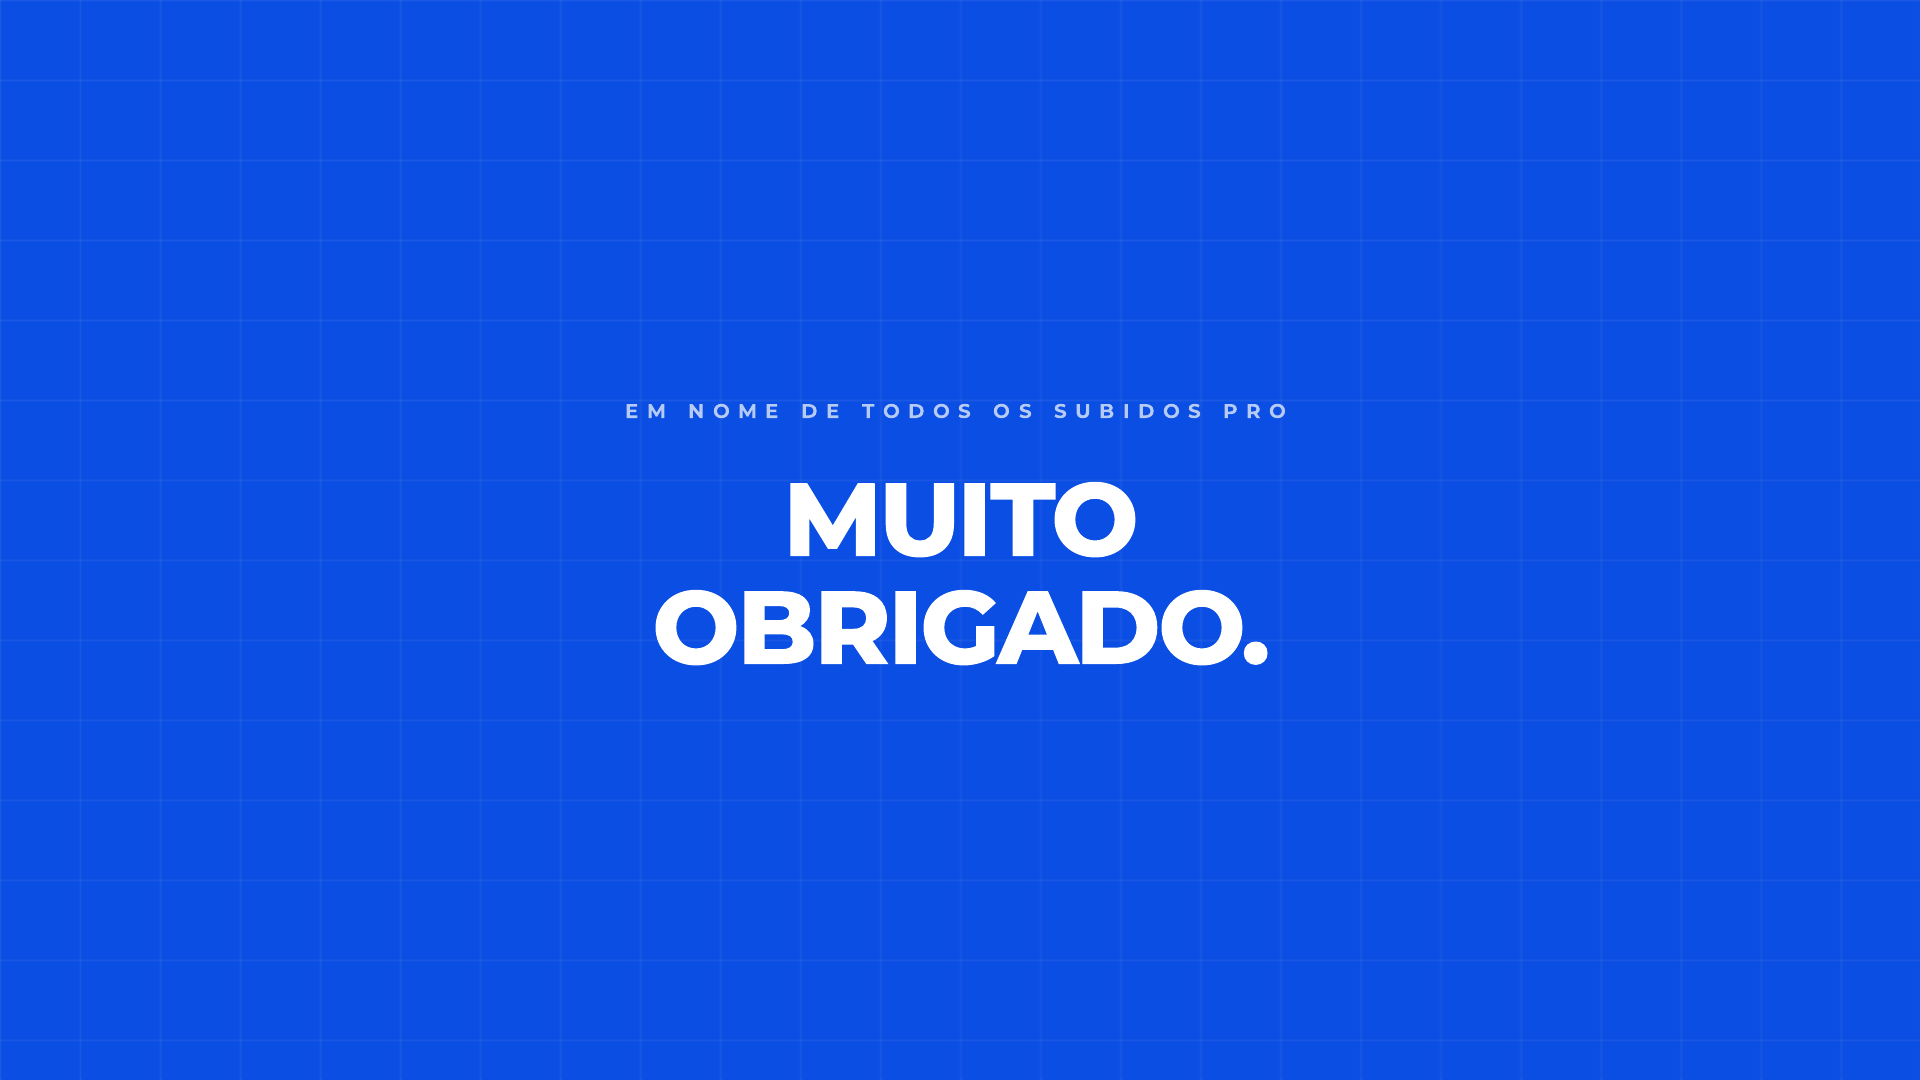 EM NOME DE TODOS OS SUBIDOS PRO
MUITO
OBRIGADO.